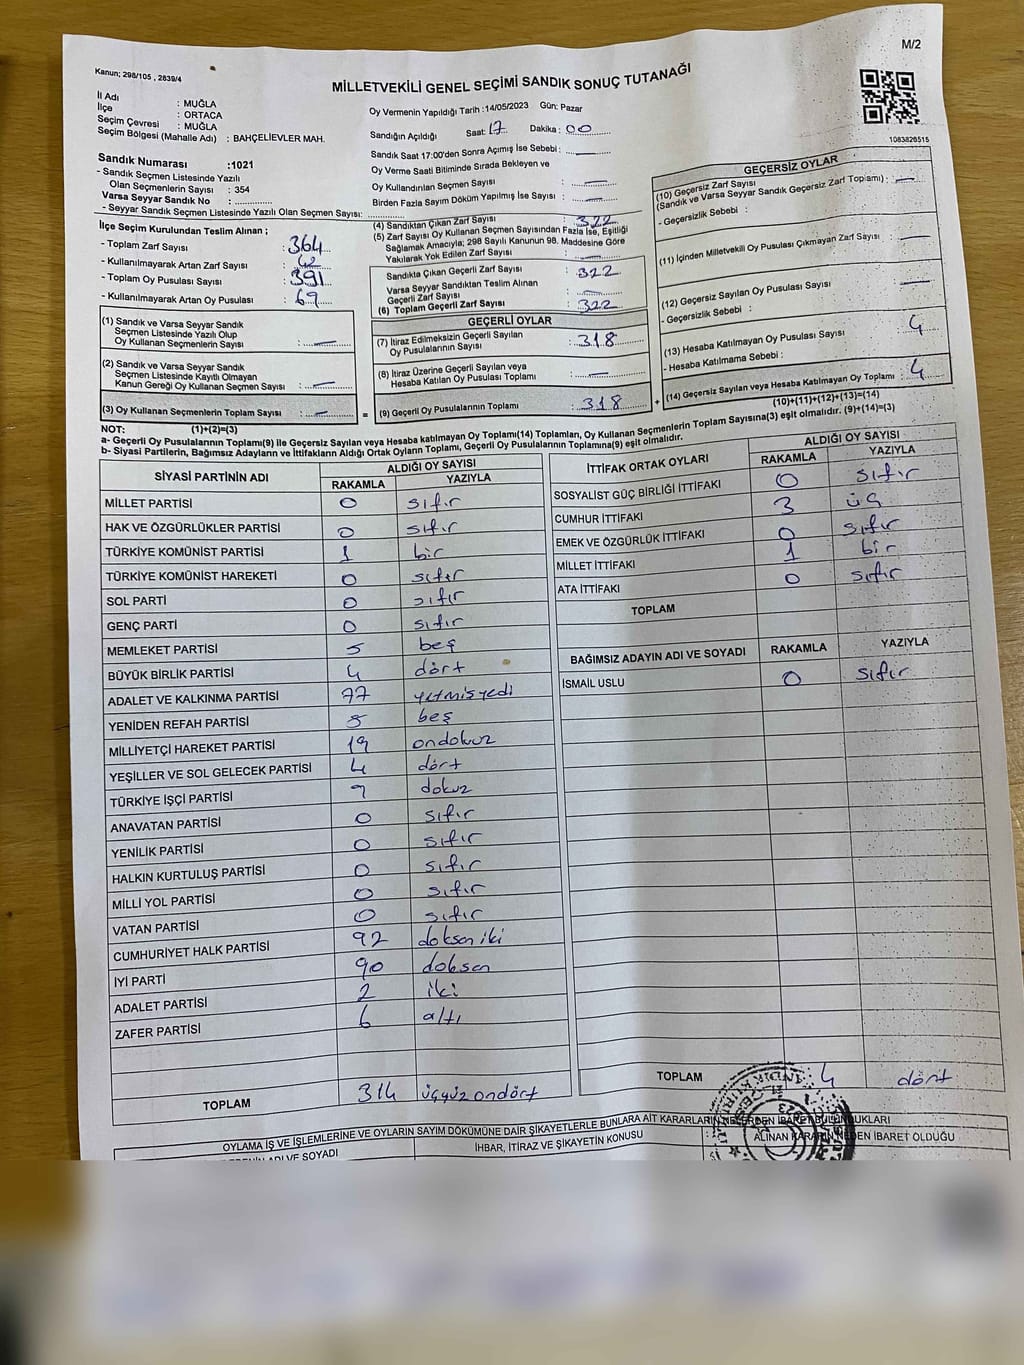 M/2
Kanun; 298/105 , 2839/4
MİLLETVEKİLİ GENEL SEÇİMİ SANDIK SONUÇ TUTANAĞI
1083826515
İl Adı : MUĞLA
İlçe : ORTACA
Seçim Çevresi : MUĞLA
Seçim Bölgesi (Mahalle Adı) : BAHÇELİEVLER MAH.
Sandık Numarası :1021
- Sandık Seçmen Listesinde Yazılı
Olan Seçmenlerin Sayısı : 354
Varsa Seyyar Sandık No :
- Seyyar Sandık Seçmen Listesinde Yazılı Olan Seçmen Sayısı:
Oy Vermenin Yapıldığı Tarih :14/05/2023 Gün: Pazar
Sandığın Açıldığı Saat: 17 Dakika : 00
Sandık Saat 17:00'den Sonra Açımış İse Sebebi : —
Oy Verme Saati Bitiminde Sırada Bekleyen ve
Oy Kullandırılan Seçmen Sayısı : —
Birden Fazla Sayım Döküm Yapılmış İse Sayısı : —
İlçe Seçim Kurulundan Teslim Alınan ;
- Toplam Zarf Sayısı : 364
- Kullanılmayarak Artan Zarf Sayısı : 42
- Toplam Oy Pusulası Sayısı : 391
- Kullanılmayarak Artan Oy Pusulası : 69
(1) Sandık ve Varsa Seyyar Sandık
Seçmen Listesinde Yazılı Olup
Oy Kullanan Seçmenlerin Sayısı : —
(2) Sandık ve Varsa Seyyar Sandık
Seçmen Listesinde Kayıtlı Olmayan
Kanun Gereği Oy Kullanan Seçmen Sayısı : —
(3) Oy Kullanan Seçmenlerin Toplam Sayısı : —
(4) Sandıktan Çıkan Zarf Sayısı : 322
(5) Zarf Sayısı Oy Kullanan Seçmen Sayısından Fazla İse, Eşitliği
Sağlamak Amacıyla; 298 Sayılı Kanunun 98. Maddesine Göre
Yakılarak Yok Edilen Zarf Sayısı : —
Sandıkta Çıkan Geçerli Zarf Sayısı : 322
Varsa Seyyar Sandıktan Teslim Alınan
Geçerli Zarf Sayısı : —
(6) Toplam Geçerli Zarf Sayısı : 322
GEÇERLİ OYLAR
(7) İtiraz Edilmeksizin Geçerli Sayılan
Oy Pusulalarının Sayısı : 318
(8) İtiraz Üzerine Geçerli Sayılan veya
Hesaba Katılan Oy Pusulası Toplamı : —
= (9) Geçerli Oy Pusulalarının Toplamı : 318 +
GEÇERSİZ OYLAR
(10) Geçersiz Zarf Sayısı
(Sandık ve Varsa Seyyar Sandık Geçersiz Zarf Toplamı) : —
- Geçersizlik Sebebi :
(11) İçinden Milletvekili Oy Pusulası Çıkmayan Zarf Sayısı : —
(12) Geçersiz Sayılan Oy Pusulası Sayısı : —
- Geçersizlik Sebebi :
(13) Hesaba Katılmayan Oy Pusulası Sayısı : 4
- Hesaba Katılmama Sebebi :
(14) Geçersiz Sayılan veya Hesaba Katılmayan Oy Toplamı : 4
(10)+(11)+(12)+(13)=(14)
NOT: (1)+(2)=(3)
a- Geçerli Oy Pusulalarının Toplamı(9) ile Geçersiz Sayılan veya Hesaba katılmayan Oy Toplamı(14) Toplamları, Oy Kullanan Seçmenlerin Toplam Sayısına(3) eşit olmalıdır. (9)+(14)=(3)
b- Siyasi Partilerin, Bağımsız Adayların ve İttifakların Aldığı Ortak Oyların Toplamı, Geçerli Oy Pusulalarının Toplamına(9) eşit olmalıdır.
SİYASİ PARTİNİN ADI ALDIĞI OY SAYISI
RAKAMLA YAZIYLA
MİLLET PARTİSİ 0 sıfır
HAK VE ÖZGÜRLÜKLER PARTİSİ 0 sıfır
TÜRKİYE KOMÜNİST PARTİSİ 1 bir
TÜRKİYE KOMÜNİST HAREKETİ 0 sıfır
SOL PARTİ 0 sıfır
GENÇ PARTİ 0 sıfır
MEMLEKET PARTİSİ 5 beş
BÜYÜK BİRLİK PARTİSİ 4 dört
ADALET VE KALKINMA PARTİSİ 77 yetmişyedi
YENİDEN REFAH PARTİSİ 5 beş
MİLLİYETÇİ HAREKET PARTİSİ 19 ondokuz
YEŞİLLER VE SOL GELECEK PARTİSİ 4 dört
TÜRKİYE İŞÇİ PARTİSİ 9 dokuz
ANAVATAN PARTİSİ 0 sıfır
YENİLİK PARTİSİ 0 sıfır
HALKIN KURTULUŞ PARTİSİ 0 sıfır
MİLLİ YOL PARTİSİ 0 sıfır
VATAN PARTİSİ 0 sıfır
CUMHURİYET HALK PARTİSİ 92 doksan iki
İYİ PARTİ 90 doksan
ADALET PARTİSİ 2 iki
ZAFER PARTİSİ 6 altı
TOPLAM 314 üçyüz ondört
İTTİFAK ORTAK OYLARI ALDIĞI OY SAYISI
RAKAMLA YAZIYLA
SOSYALİST GÜÇ BİRLİĞİ İTTİFAKI 0 sıfır
CUMHUR İTTİFAKI 3 üç
EMEK VE ÖZGÜRLÜK İTTİFAKI 0 sıfır
MİLLET İTTİFAKI 1 bir
ATA İTTİFAKI 0 sıfır
TOPLAM
BAĞIMSIZ ADAYIN ADI VE SOYADI RAKAMLA YAZIYLA
İSMAİL USLU 0 sıfır
TOPLAM 4 dört
OYLAMA İŞ VE İŞLEMLERİNE VE OYLARIN SAYIM DÖKÜMÜNE DAİR ŞİKAYETLERLE BUNLARA AİT KARARLARIN NELERDEN İBARET BULUNDUKLARI
ADI VE SOYADI İHBAR, İTİRAZ VE ŞİKAYETİN KONUSU ALINAN KARARIN NEDEN İBARET OLDUĞU